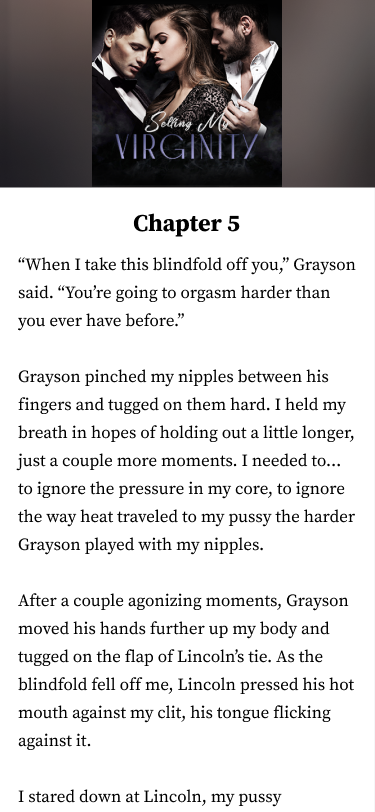 Selling My
VIRGINITY
Chapter 5
“When I take this blindfold off you,” Grayson
said. “You’re going to orgasm harder than
you ever have before.”
Grayson pinched my nipples between his
fingers and tugged on them hard. I held my
breath in hopes of holding out a little longer,
just a couple more moments. I needed to…
to ignore the pressure in my core, to ignore
the way heat traveled to my pussy the harder
Grayson played with my nipples.
After a couple agonizing moments, Grayson
moved his hands further up my body and
tugged on the flap of Lincoln’s tie. As the
blindfold fell off me, Lincoln pressed his hot
mouth against my clit, his tongue flicking
against it.
I stared down at Lincoln, my pussy